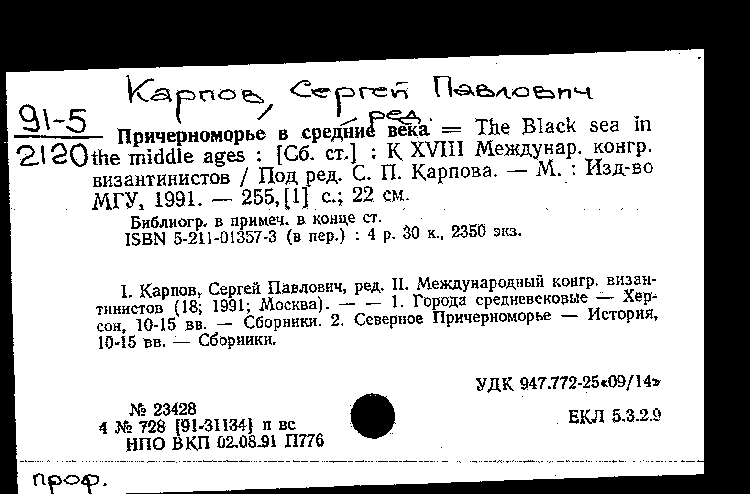 Карпов, Сергей Павлович
, ред.
91-5
2120
Причерноморье в средние века = The Black sea in
the middle ages : [Сб. ст.] : К XVIII Междунар. конгр.
византинистов / Под ред. С. П. Карпова. — М. : Изд-во
МГУ, 1991. — 255,[1] с.; 22 см.
Библиогр. в примеч. в конце ст.
ISBN 5-211-01357-3 (в пер.) : 4 р. 30 к., 2350 экз.
I. Карпов, Сергей Павлович, ред. II. Международный конгр. визан-
тинистов (18; 1991; Москва). — — 1. Города средневековые — Хер-
сон, 10-15 вв. — Сборники. 2. Северное Причерноморье — История,
10-15 вв. — Сборники.
УДК 947.772-25«09/14»
№ 23428
4 № 728 [91-31134] п вс
ЕКЛ 5.3.2.9
НПО ВКП 02.08.91 П776
проф.